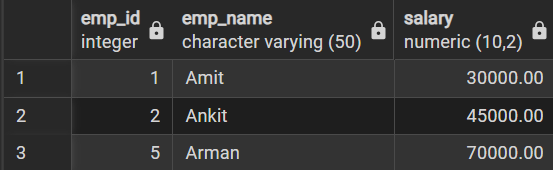 emp_id emp_name salary
integer character varying (50) numeric (10,2)
1 1 Amit 30000.00
2 2 Ankit 45000.00
3 5 Arman 70000.00